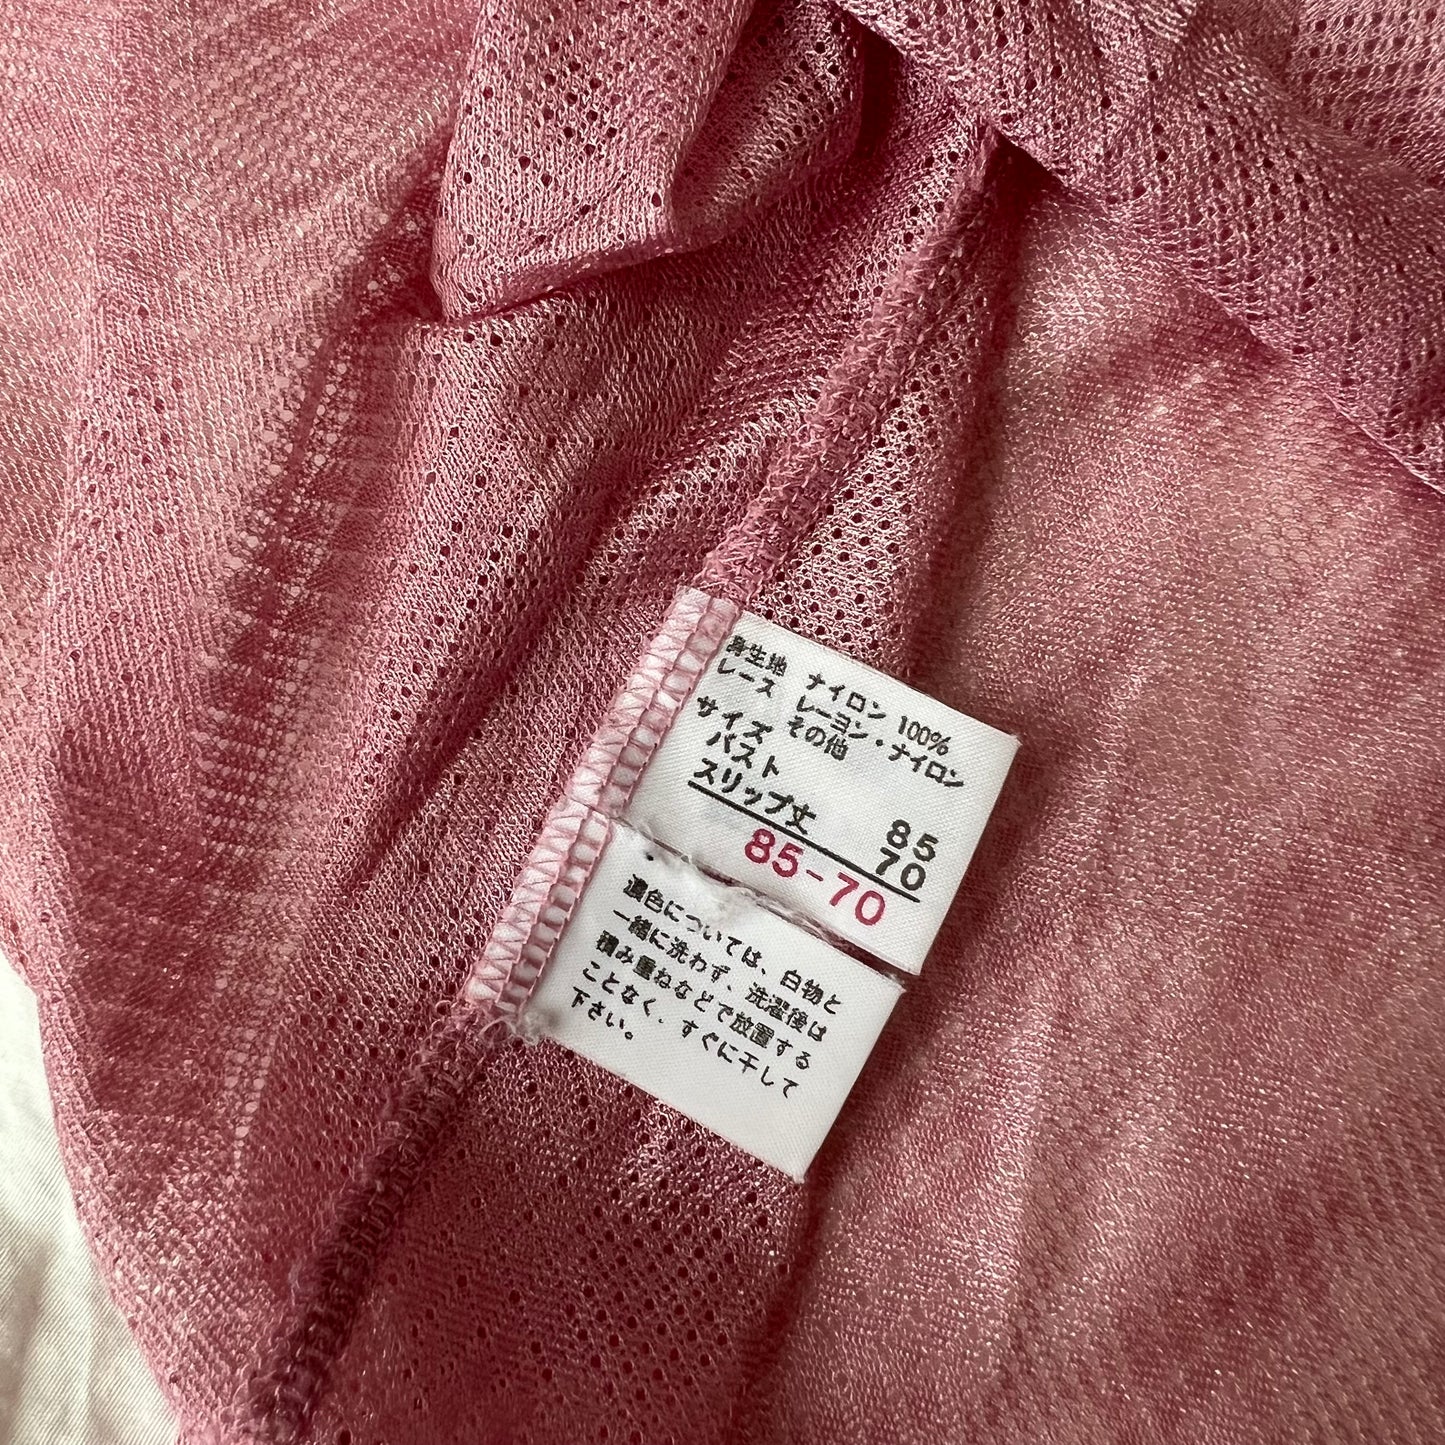 身生地 ナイロン 100%
レース レーヨン・ナイロン
その他
サイズ
バスト 85
スリップ丈 70
85-70
濃色については、白物と
一緒に洗わず、洗濯後は
積み重ねなどで放置する
ことなく、すぐに干して
下さい。